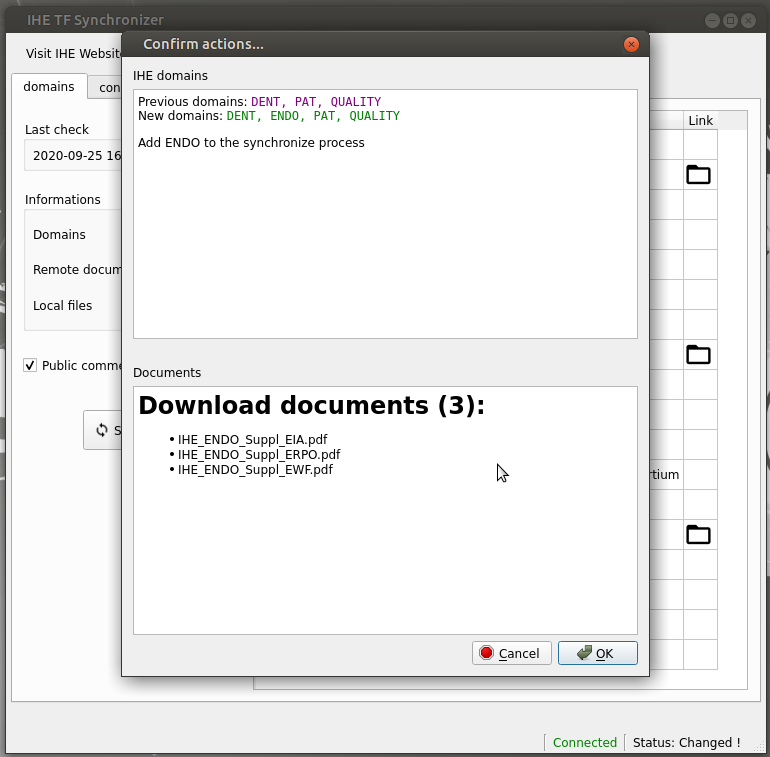 IHE TF Synchronizer
Confirm actions...
Visit IHE Website
domains
con
Last check
2020-09-25 16
Informations
Domains
Remote docum
Local files
Public comme
S
IHE domains
Previous domains: DENT, PAT, QUALITY
New domains: DENT, ENDO, PAT, QUALITY
Add ENDO to the synchronize process
Documents
Download documents (3):
• IHE_ENDO_Suppl_EIA.pdf
• IHE_ENDO_Suppl_ERPO.pdf
• IHE_ENDO_Suppl_EWF.pdf
Cancel
OK
Link
rtium
Connected
Status: Changed !